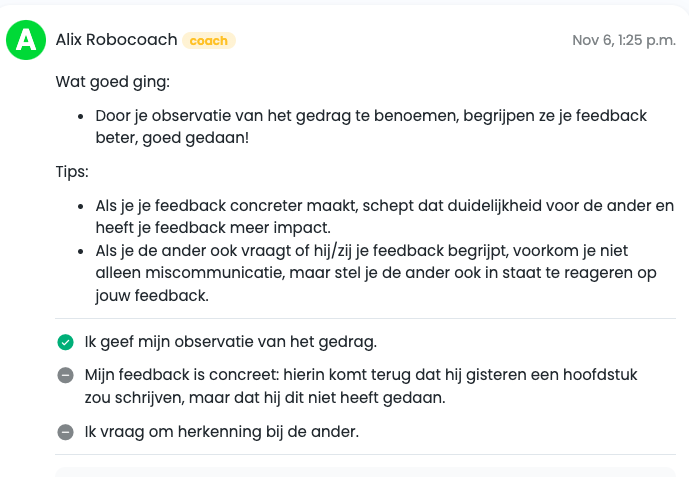 A
Alix Robocoach coach Nov 6, 1:25 p.m.
Wat goed ging:
• Door je observatie van het gedrag te benoemen, begrijpen ze je feedback
beter, goed gedaan!
Tips:
• Als je je feedback concreter maakt, schept dat duidelijkheid voor de ander en
heeft je feedback meer impact.
• Als je de ander ook vraagt of hij/zij je feedback begrijpt, voorkom je niet
alleen miscommunicatie, maar stel je de ander ook in staat te reageren op
jouw feedback.
Ik geef mijn observatie van het gedrag.
Mijn feedback is concreet: hierin komt terug dat hij gisteren een hoofdstuk
zou schrijven, maar dat hij dit niet heeft gedaan.
Ik vraag om herkenning bij de ander.